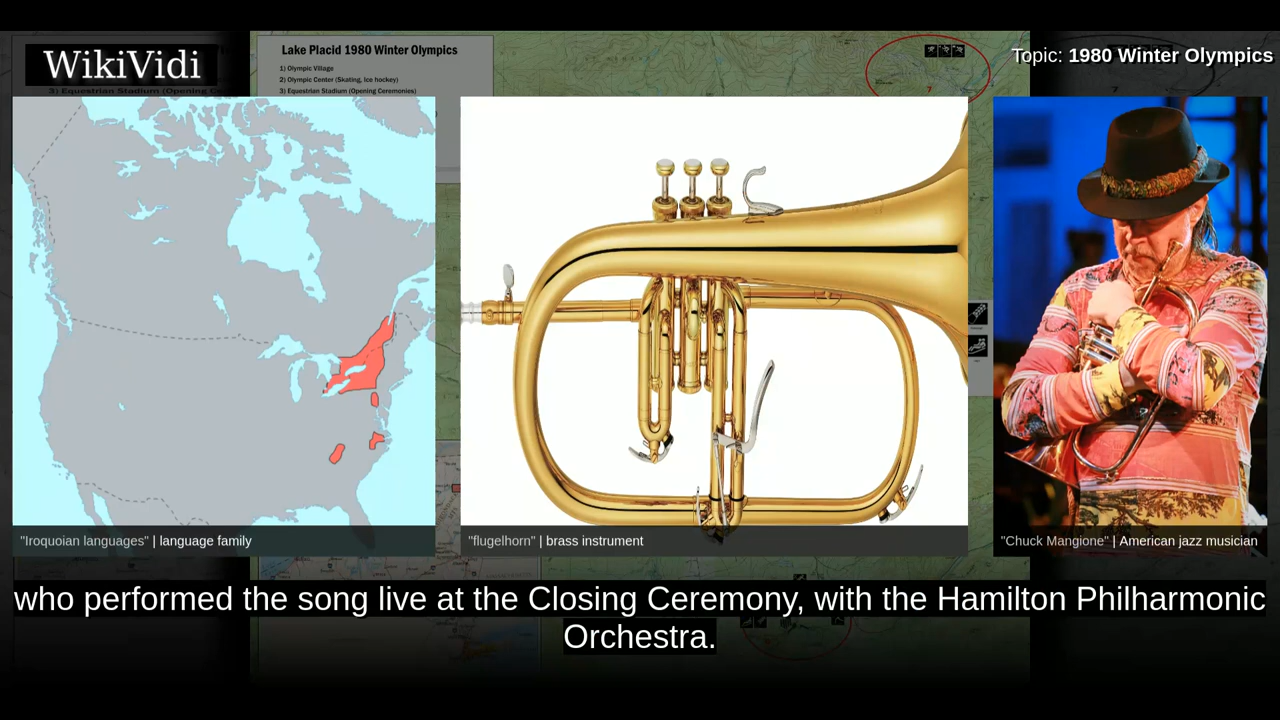 WikiVidi
Lake Placid 1980 Winter Olympics
1) Olympic Village
2) Olympic Center (Skating, Ice hockey)
3) Equestrian Stadium (Opening Ceremonies)
Topic: 1980 Winter Olympics
7
"Iroquoian languages" | language family
"flugelhorn" | brass instrument
"Chuck Mangione" | American jazz musician
who performed the song live at the Closing Ceremony, with the Hamilton Philharmonic
Orchestra.